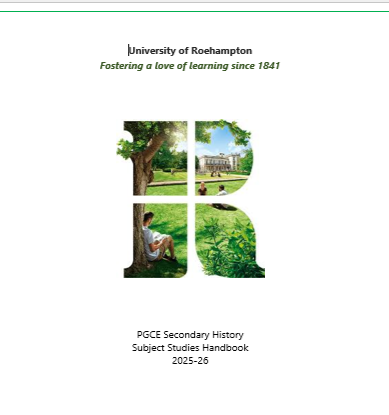 University of Roehampton
Fostering a love of learning since 1841
PGCE Secondary History
Subject Studies Handbook
2025-26